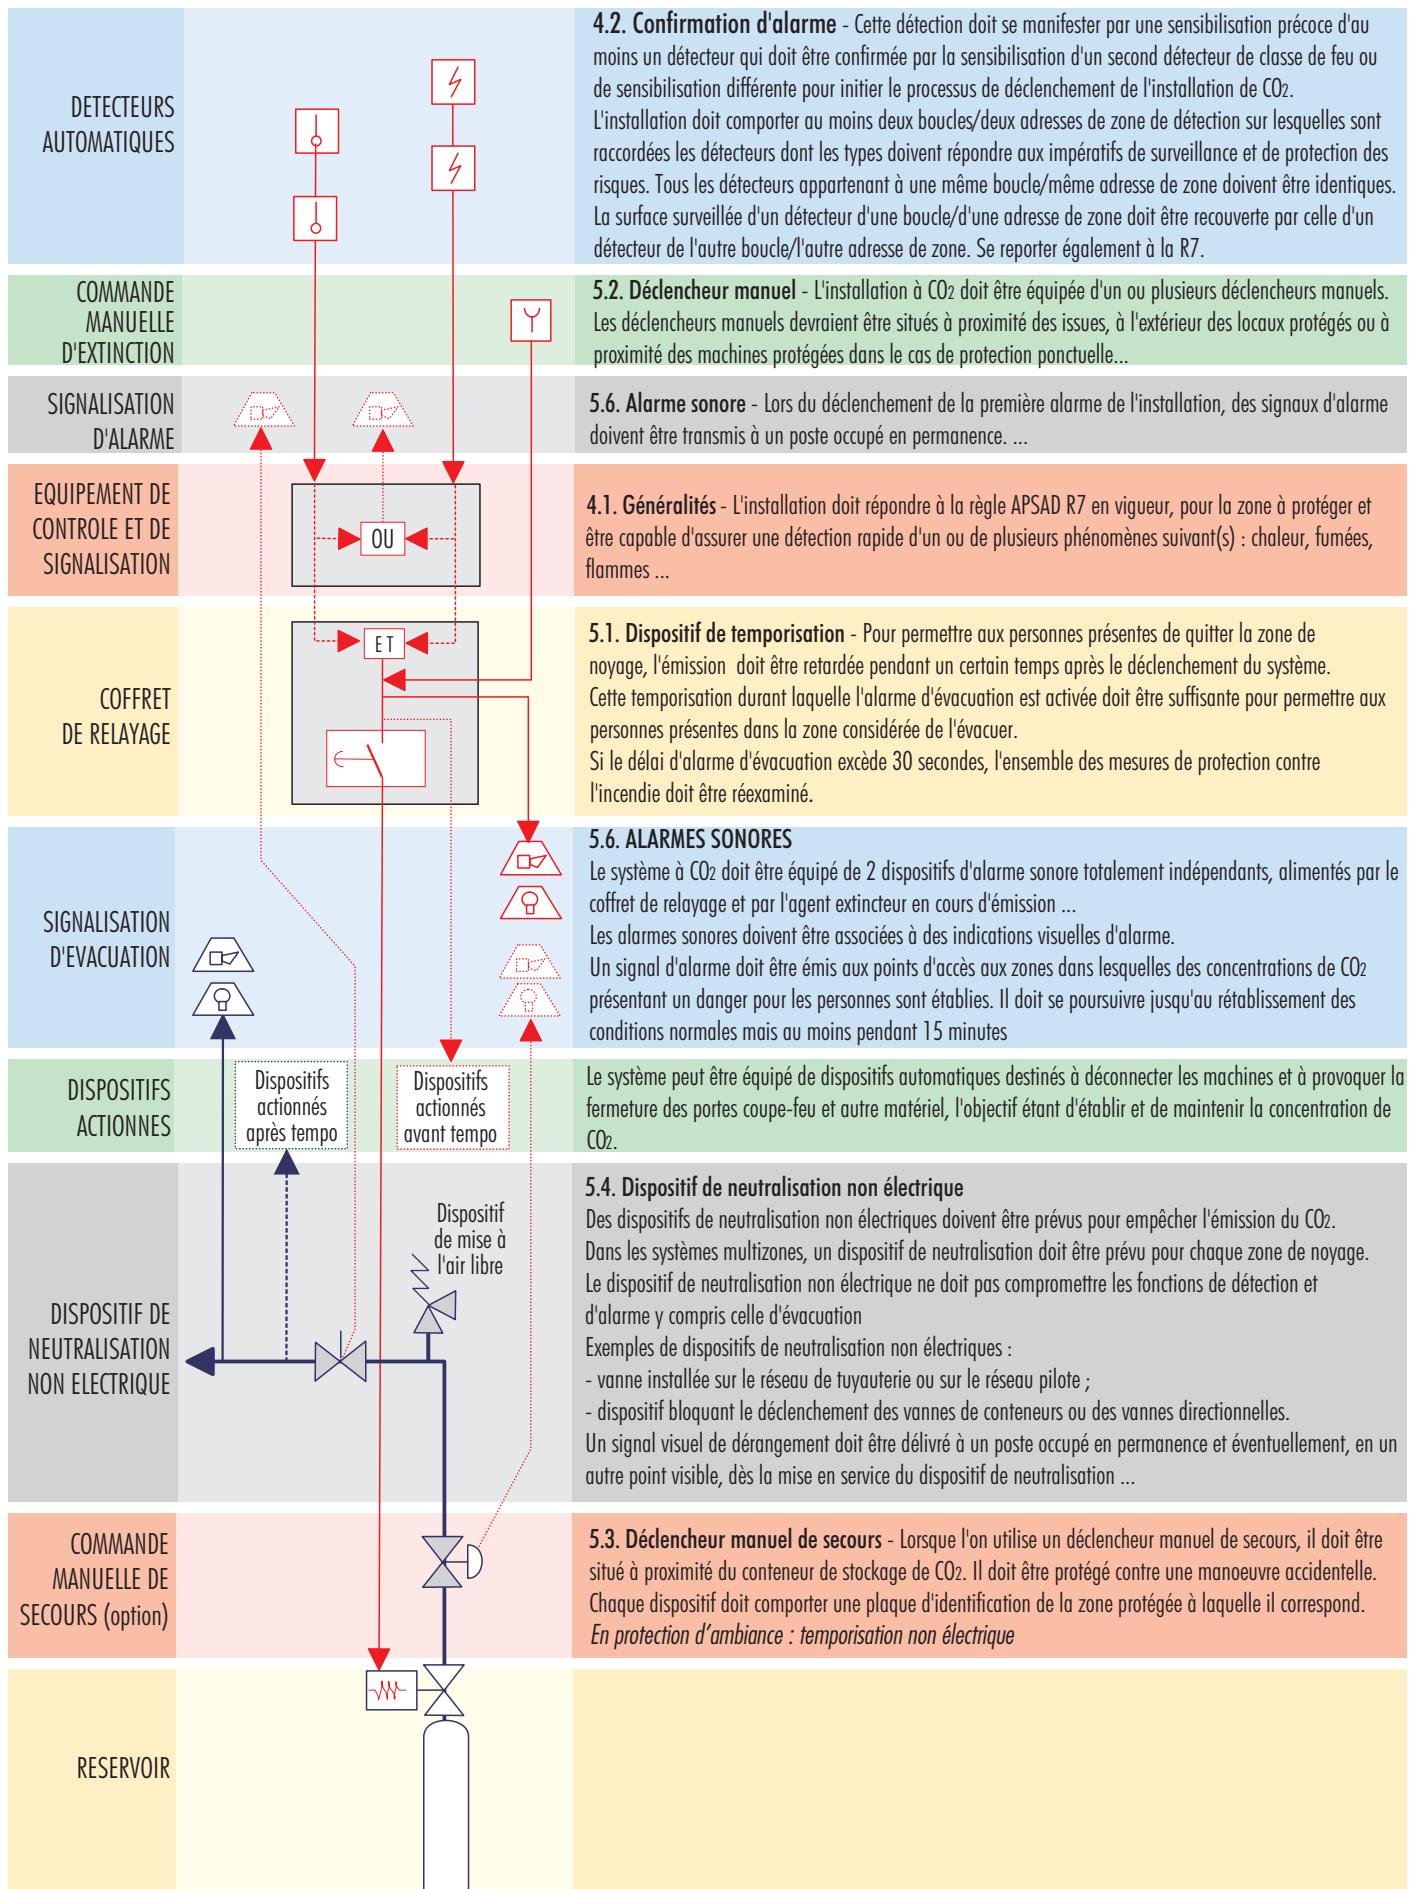 DETECTEURS
AUTOMATIQUES
4.2. Confirmation d'alarme - Cette détection doit se manifester par une sensibilisation précoce d'au
moins un détecteur qui doit être confirmée par la sensibilisation d'un second détecteur de classe de feu ou
de sensibilisation différente pour initier le processus de déclenchement de l'installation de CO2.
L'installation doit comporter au moins deux boucles/deux adresses de zone de détection sur lesquelles sont
raccordées les détecteurs dont les types doivent répondre aux impératifs de surveillance et de protection des
risques. Tous les détecteurs appartenant à une même boucle/même adresse de zone doivent être identiques.
La surface surveillée d'un détecteur d'une boucle/d'une adresse de zone doit être recouverte par celle d'un
détecteur de l'autre boucle/l'autre adresse de zone. Se reporter également à la R7.
COMMANDE
MANUELLE
D'EXTINCTION
5.2. Déclencheur manuel - L'installation à CO2 doit être équipée d'un ou plusieurs déclencheurs manuels.
Les déclencheurs manuels devraient être situés à proximité des issues, à l'extérieur des locaux protégés ou à
proximité des machines protégées dans le cas de protection ponctuelle...
SIGNALISATION
D'ALARME
5.6. Alarme sonore - Lors du déclenchement de la première alarme de l'installation, des signaux d'alarme
doivent être transmis à un poste occupé en permanence. ...
EQUIPEMENT DE
CONTROLE ET DE
SIGNALISATION
OU
4.1. Généralités - L'installation doit répondre à la règle APSAD R7 en vigueur, pour la zone à protéger et
être capable d'assurer une détection rapide d'un ou de plusieurs phénomènes suivant(s) : chaleur, fumées,
flammes ...
COFFRET
DE RELAYAGE
ET
5.1. Dispositif de temporisation - Pour permettre aux personnes présentes de quitter la zone de
noyage, l'émission doit être retardée pendant un certain temps après le déclenchement du système.
Cette temporisation durant laquelle l'alarme d'évacuation est activée doit être suffisante pour permettre aux
personnes présentes dans la zone considérée de l'évacuer.
Si le délai d'alarme d'évacuation excède 30 secondes, l'ensemble des mesures de protection contre
l'incendie doit être réexaminé.
SIGNALISATION
D'EVACUATION
5.6. ALARMES SONORES
Le système à CO2 doit être équipé de 2 dispositifs d'alarme sonore totalement indépendants, alimentés par le
coffret de relayage et par l'agent extincteur en cours d'émission ...
Les alarmes sonores doivent être associées à des indications visuelles d'alarme.
Un signal d'alarme doit être émis aux points d'accès aux zones dans lesquelles des concentrations de CO2
présentant un danger pour les personnes sont établies. Il doit se poursuivre jusqu'au rétablissement des
conditions normales mais au moins pendant 15 minutes
DISPOSITIFS
ACTIONNES
Dispositifs
actionnés
après tempo
Dispositifs
actionnés
avant tempo
Le système peut être équipé de dispositifs automatiques destinés à déconnecter les machines et à provoquer la
fermeture des portes coupe-feu et autre matériel, l'objectif étant d'établir et de maintenir la concentration de
CO2.
DISPOSITIF DE
NEUTRALISATION
NON ELECTRIQUE
Dispositif
de mise à
l'air libre
5.4. Dispositif de neutralisation non électrique
Des dispositifs de neutralisation non électriques doivent être prévus pour empêcher l'émission du CO2.
Dans les systèmes multizones, un dispositif de neutralisation doit être prévu pour chaque zone de noyage.
Le dispositif de neutralisation non électrique ne doit pas compromettre les fonctions de détection et
d'alarme y compris celle d'évacuation
Exemples de dispositifs de neutralisation non électriques :
- vanne installée sur le réseau de tuyauterie ou sur le réseau pilote ;
- dispositif bloquant le déclenchement des vannes de conteneurs ou des vannes directionnelles.
Un signal visuel de dérangement doit être délivré à un poste occupé en permanence et éventuellement, en un
autre point visible, dès la mise en service du dispositif de neutralisation ...
COMMANDE
MANUELLE DE
SECOURS (option)
5.3. Déclencheur manuel de secours - Lorsque l'on utilise un déclencheur manuel de secours, il doit être
situé à proximité du conteneur de stockage de CO2. Il doit être protégé contre une manoeuvre accidentelle.
Chaque dispositif doit comporter une plaque d'identification de la zone protégée à laquelle il correspond.
En protection d’ambiance : temporisation non électrique
RESERVOIR